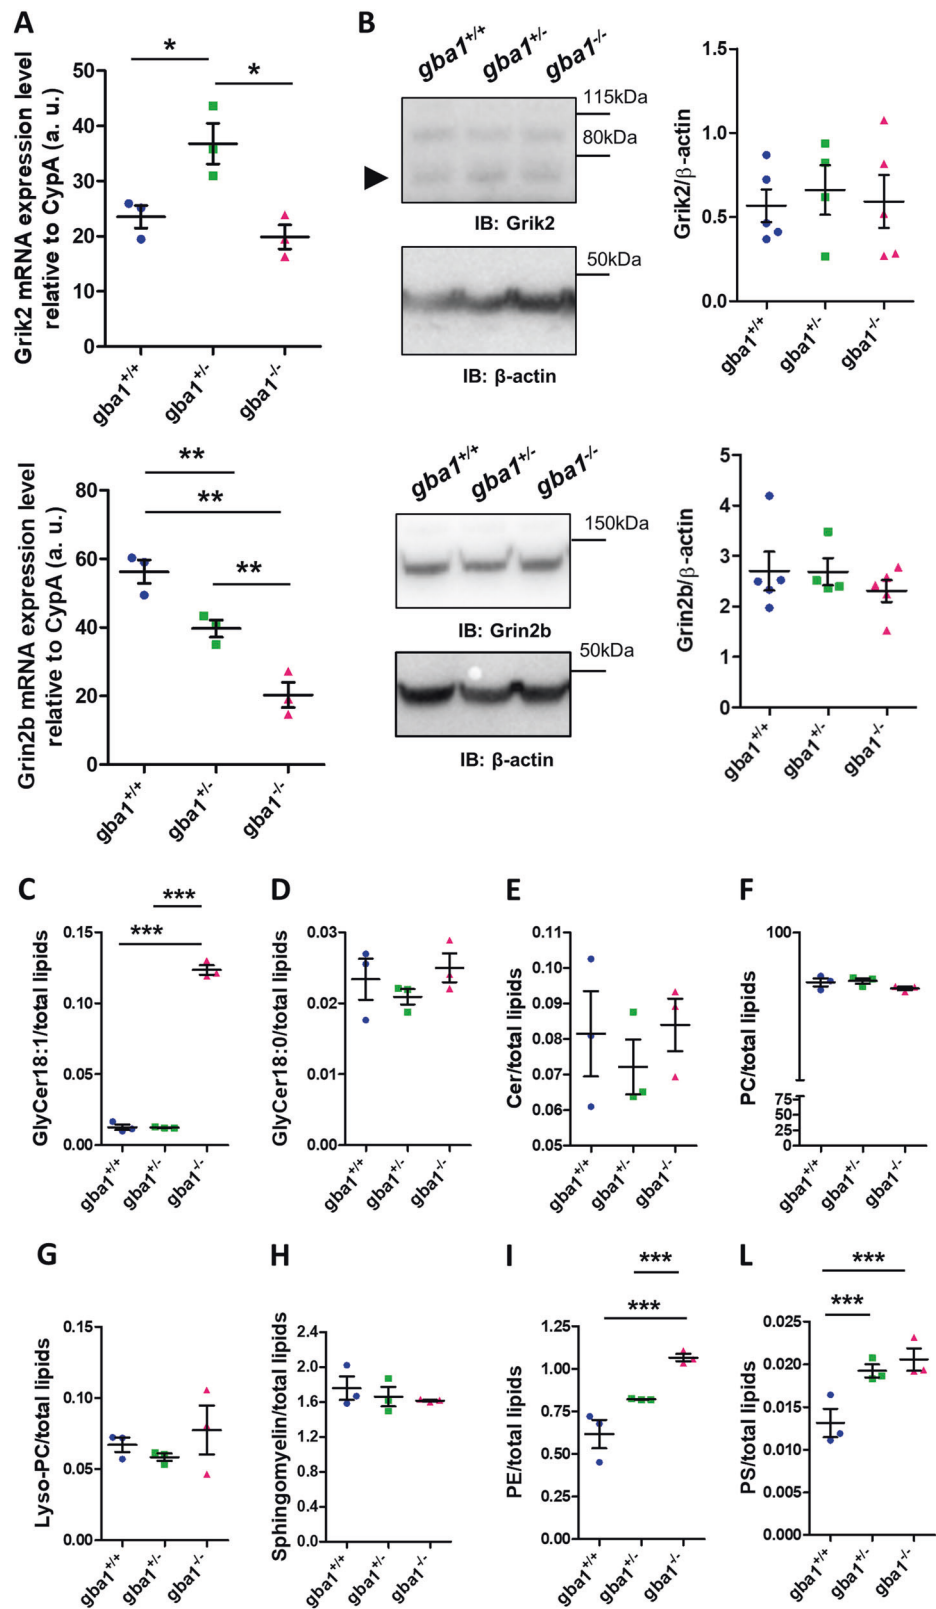 A
Grik2 mRNA expression level
relative to CypA (a. u.)
50
40
30
20
10
0
*
*
gba1+/+
gba1+/-
gba1-/-
B
gba1+/+
gba1+/-
gba1-/-
115kDa
80kDa
IB: Grik2
50kDa
IB: β-actin
Grik2/β-actin
1.5
1.0
0.5
0.0
gba1+/+
gba1+/-
gba1-/-
Grin2b mRNA expression level
relative to CypA (a. u.)
80
60
40
20
0
**
**
**
gba1+/+
gba1+/-
gba1-/-
gba1+/+
gba1+/-
gba1-/-
150kDa
IB: Grin2b
50kDa
IB: β-actin
Grin2b/β-actin
5
4
3
2
1
0
gba1+/+
gba1+/-
gba1-/-
C
GlyCer18:1/total lipids
0.15
0.10
0.05
0.00
***
***
gba1+/+
gba1+/-
gba1-/-
D
GlyCer18:0/total lipids
0.03
0.02
0.01
0.00
gba1+/+
gba1+/-
gba1-/-
E
Cer/total lipids
0.11
0.10
0.09
0.08
0.07
0.06
0.05
gba1+/+
gba1+/-
gba1-/-
F
PC/total lipids
100
75
50
25
0
gba1+/+
gba1+/-
gba1-/-
G
Lyso-PC/total lipids
0.15
0.10
0.05
0.00
gba1+/+
gba1+/-
gba1-/-
H
Sphingomyelin/total lipids
2.4
2.0
1.6
1.2
0.8
0.4
0.0
gba1+/+
gba1+/-
gba1-/-
I
PE/total lipids
1.25
1.00
0.75
0.50
0.25
0.00
***
***
gba1+/+
gba1+/-
gba1-/-
L
PS/total lipids
0.025
0.020
0.015
0.010
0.005
0.000
***
***
gba1+/+
gba1+/-
gba1-/-